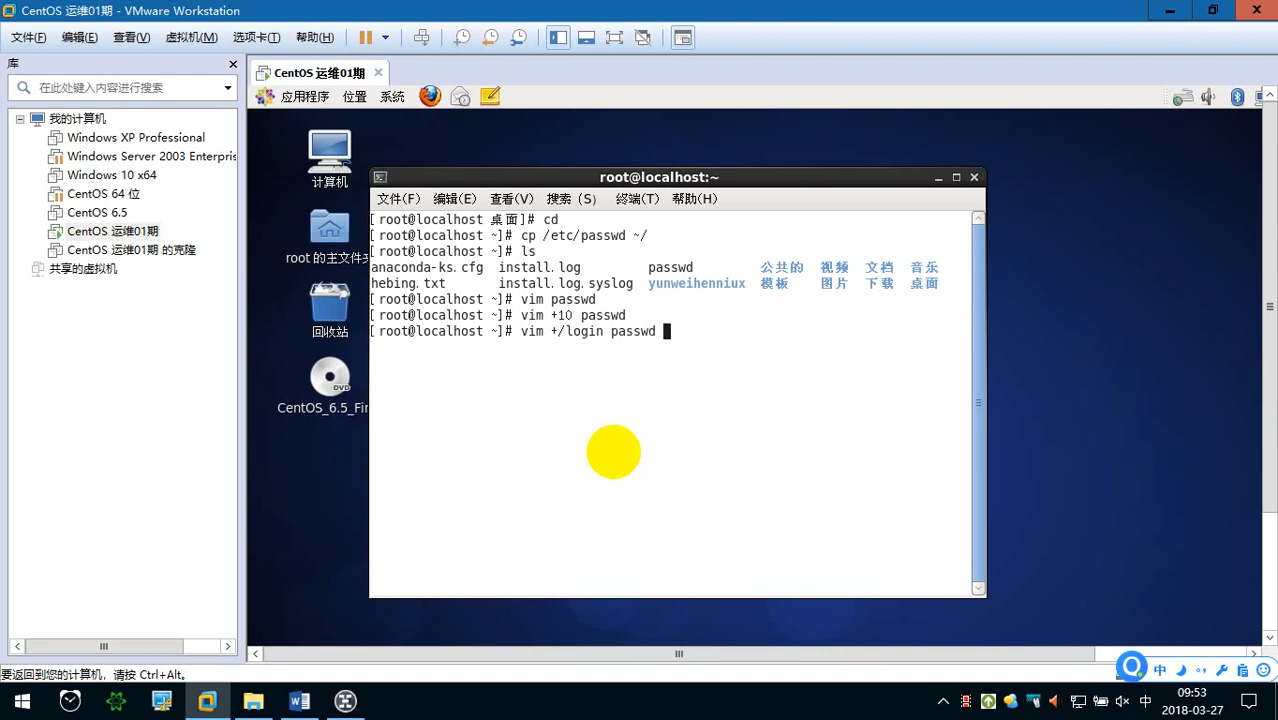 CentOS 运维01期 - VMware Workstation
文件(F) 编辑(E) 查看(V) 虚拟机(M) 选项卡(T) 帮助(H)
库
在此处键入内容进行搜索
我的计算机
Windows XP Professional
Windows Server 2003 Enterpris
Windows 10 x64
CentOS 64 位
CentOS 6.5
CentOS 运维01期
CentOS 运维01期 的克隆
共享的虚拟机
CentOS 运维01期
应用程序 位置 系统
计算机
root 的主文件夹
回收站
DVD
CentOS_6.5_Fin
root@localhost:~
文件(F) 编辑(E) 查看(V) 搜索 (S) 终端(T) 帮助(H)
[root@localhost 桌面]# cd
[root@localhost ~]# cp /etc/passwd ~/
[root@localhost ~]# ls
anaconda-ks.cfg install.log passwd 公共的 视频 文档 音乐
hebing.txt install.log.syslog yunweihenniux 模板 图片 下载 桌面
[root@localhost ~]# vim passwd
[root@localhost ~]# vim +10 passwd
[root@localhost ~]# vim +/login passwd
要返回到您的计算机，请按 Ctrl+Alt。
中
中
09:53
2018-03-27